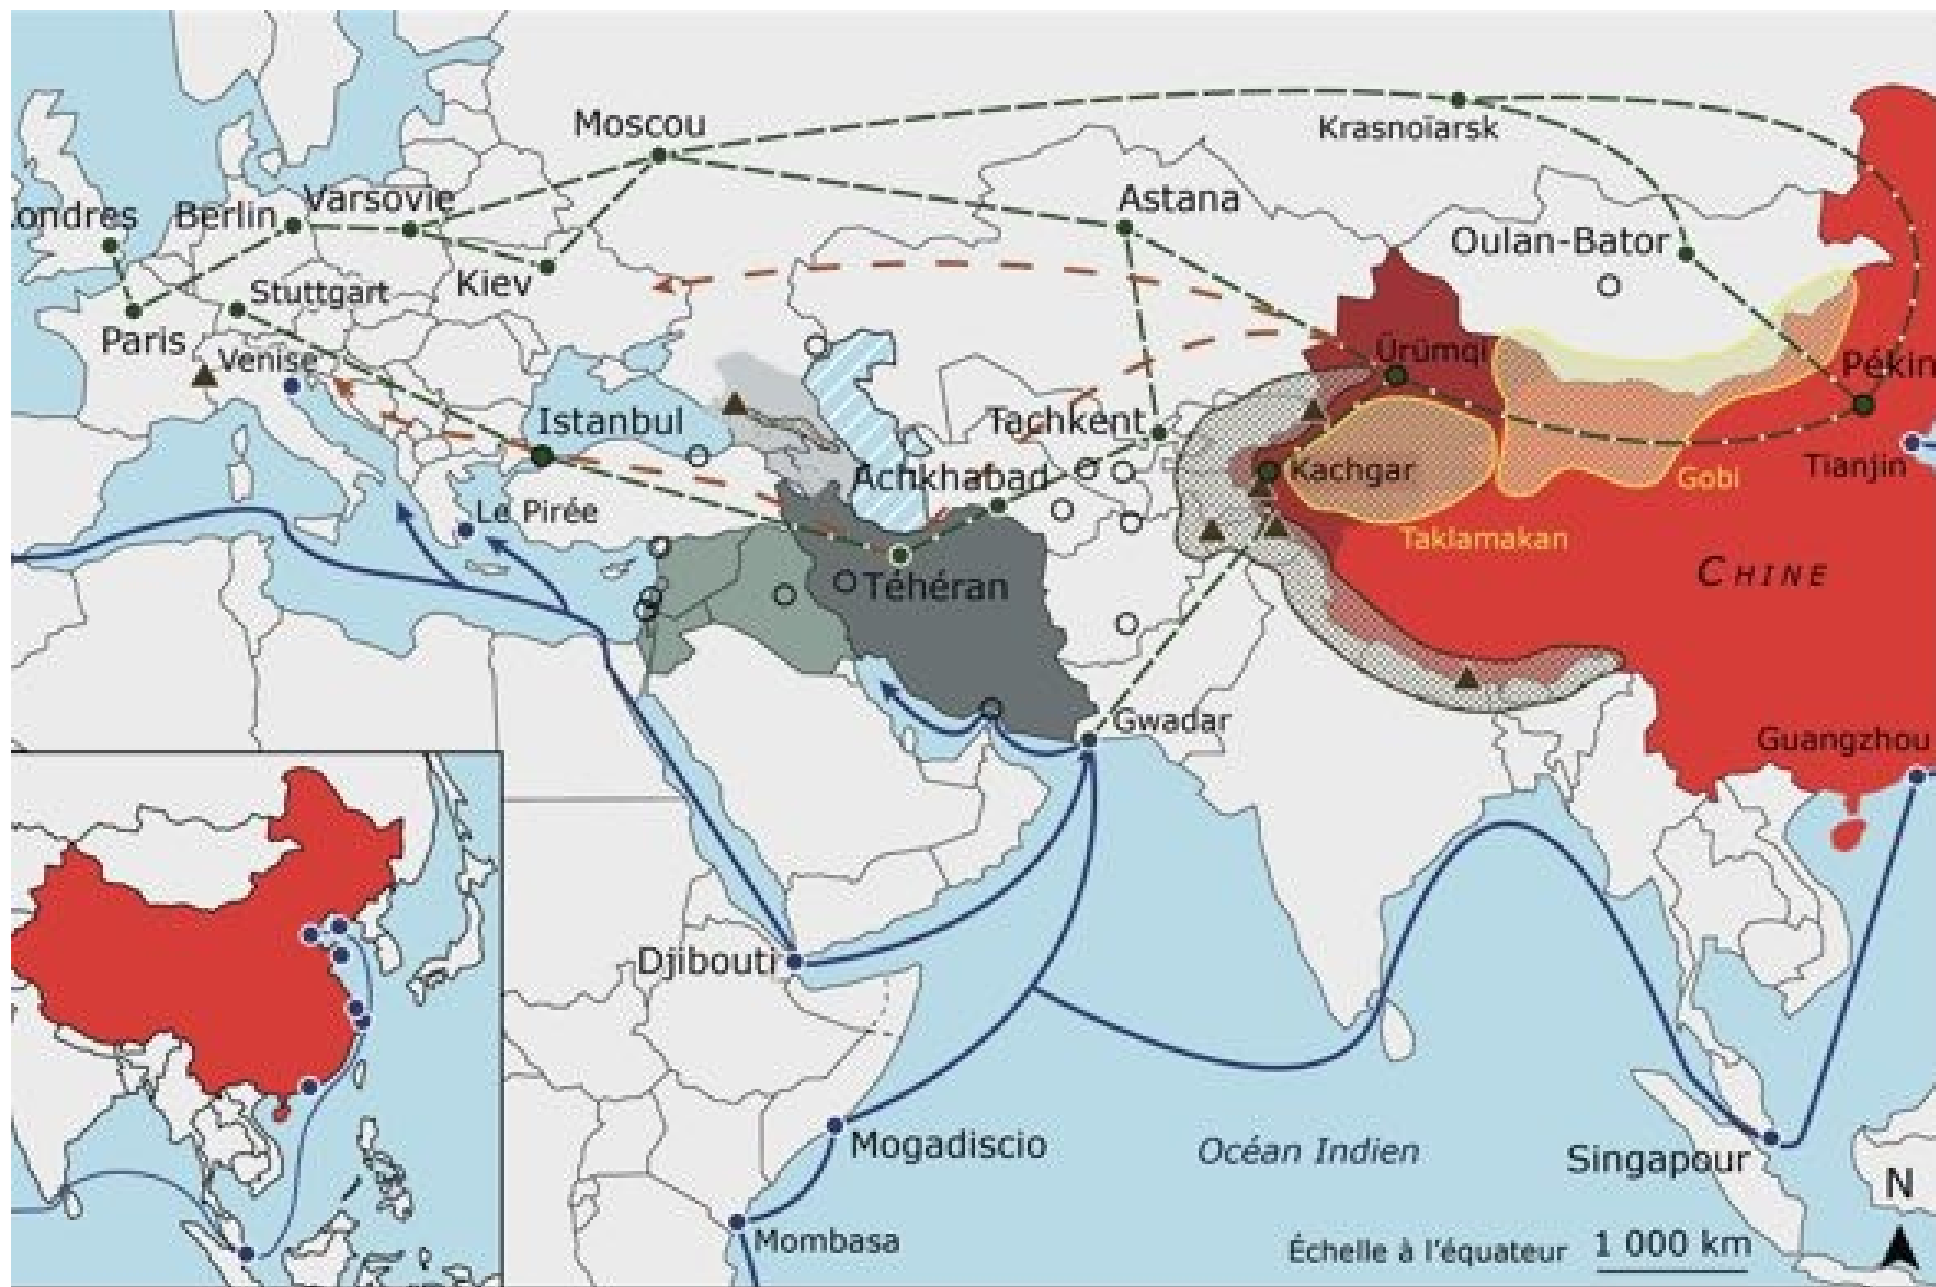 Moscou
Krasnoïarsk
Londres
Berlin
Varsovie
Astana
Oulan-Bator
Kiev
Stuttgart
Paris
Venise
Ürümqi
Pékin
Istanbul
Tachkent
Achkhabad
Kachgar
Gobi
Tianjin
Le Pirée
Taklamakan
Téhéran
CHINE
Gwadar
Guangzhou
Djibouti
Mogadiscio
Océan Indien
Singapour
N
Mombasa
Échelle à l'équateur 1 000 km